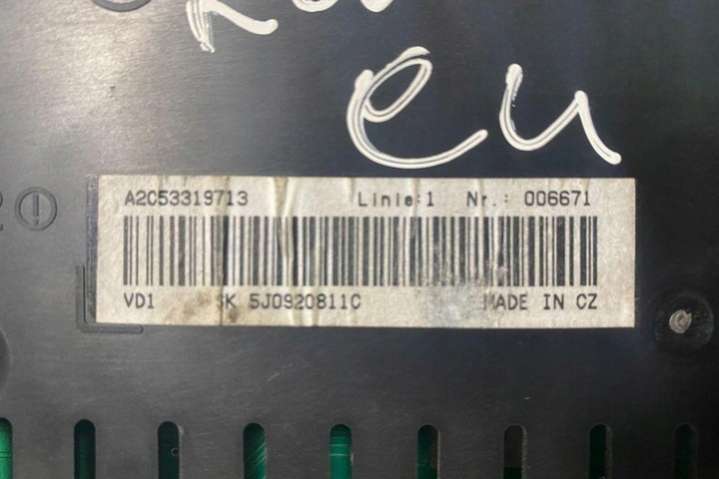 eu
A2C53319713 Linie:1 Nr.: 006671
VD1 SK 5J0920811C MADE IN CZ